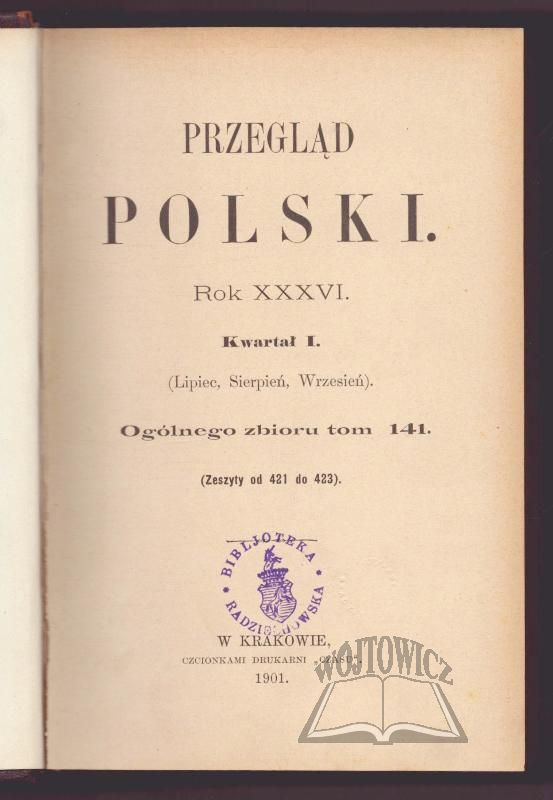 PRZEGLĄD
POLSKI.
Rok XXXVI.
Kwartał I.
(Lipiec, Sierpień, Wrzesień).
Ogólnego zbioru tom 141.
(Zeszyty od 421 do 423).
BIBLJOTEKA
W KRAKOWIE,
CZCIONKAMI DRUKARNI „CZASU".
1901.
WÓJTOWICZ